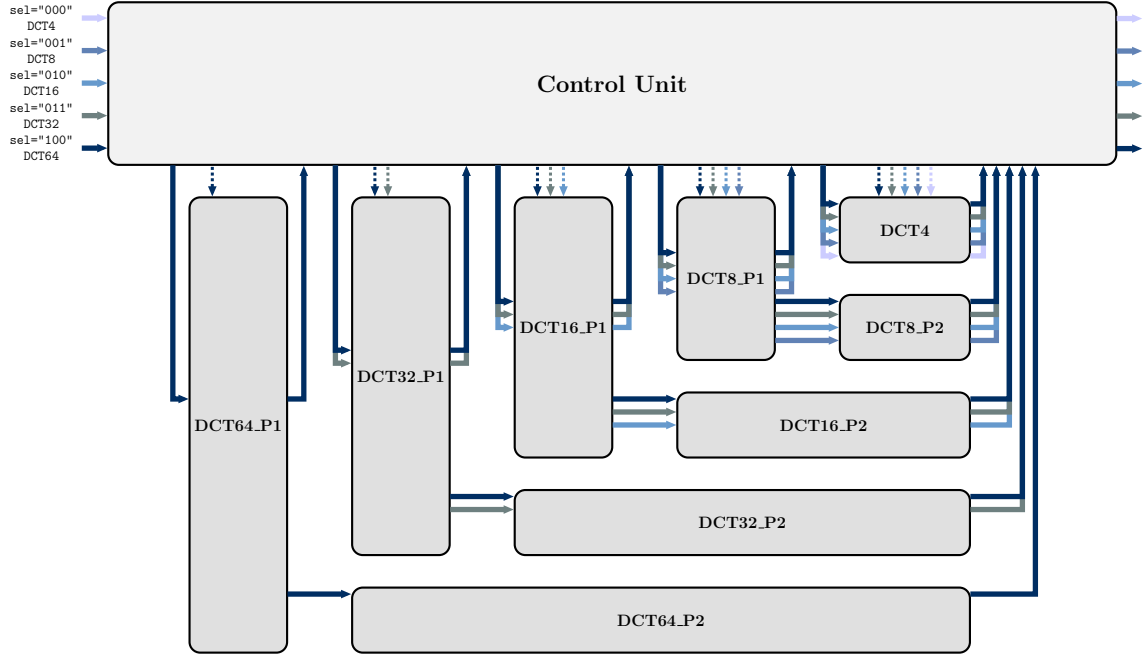 sel="000"
DCT4
sel="001"
DCT8
sel="010"
DCT16
sel="011"
DCT32
sel="100"
DCT64
Control Unit
DCT4
DCT8_P1
DCT16_P1
DCT8_P2
DCT32_P1
DCT64_P1
DCT16_P2
DCT32_P2
DCT64_P2